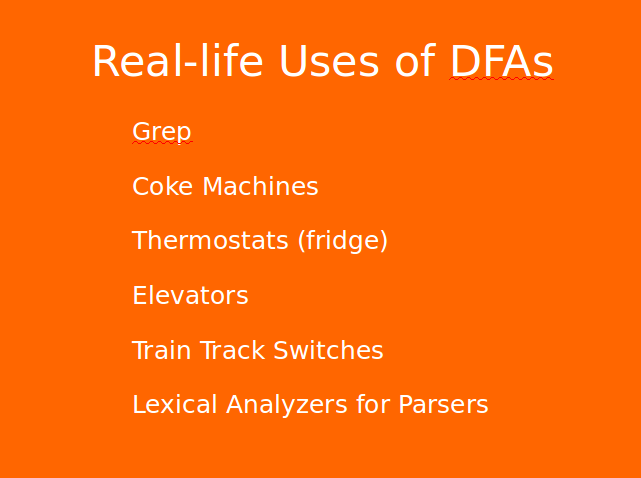 Real-life Uses of DFAs
Grep
Coke Machines
Thermostats (fridge)
Elevators
Train Track Switches
Lexical Analyzers for Parsers